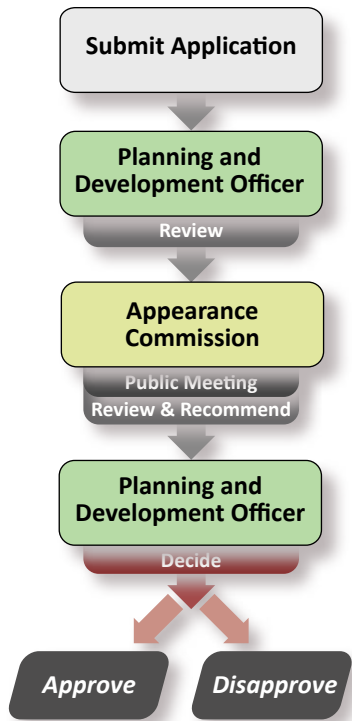 Submit Application
Planning and
Development Officer
Review
Appearance
Commission
Public Meeting
Review & Recommend
Planning and
Development Officer
Decide
Approve
Disapprove